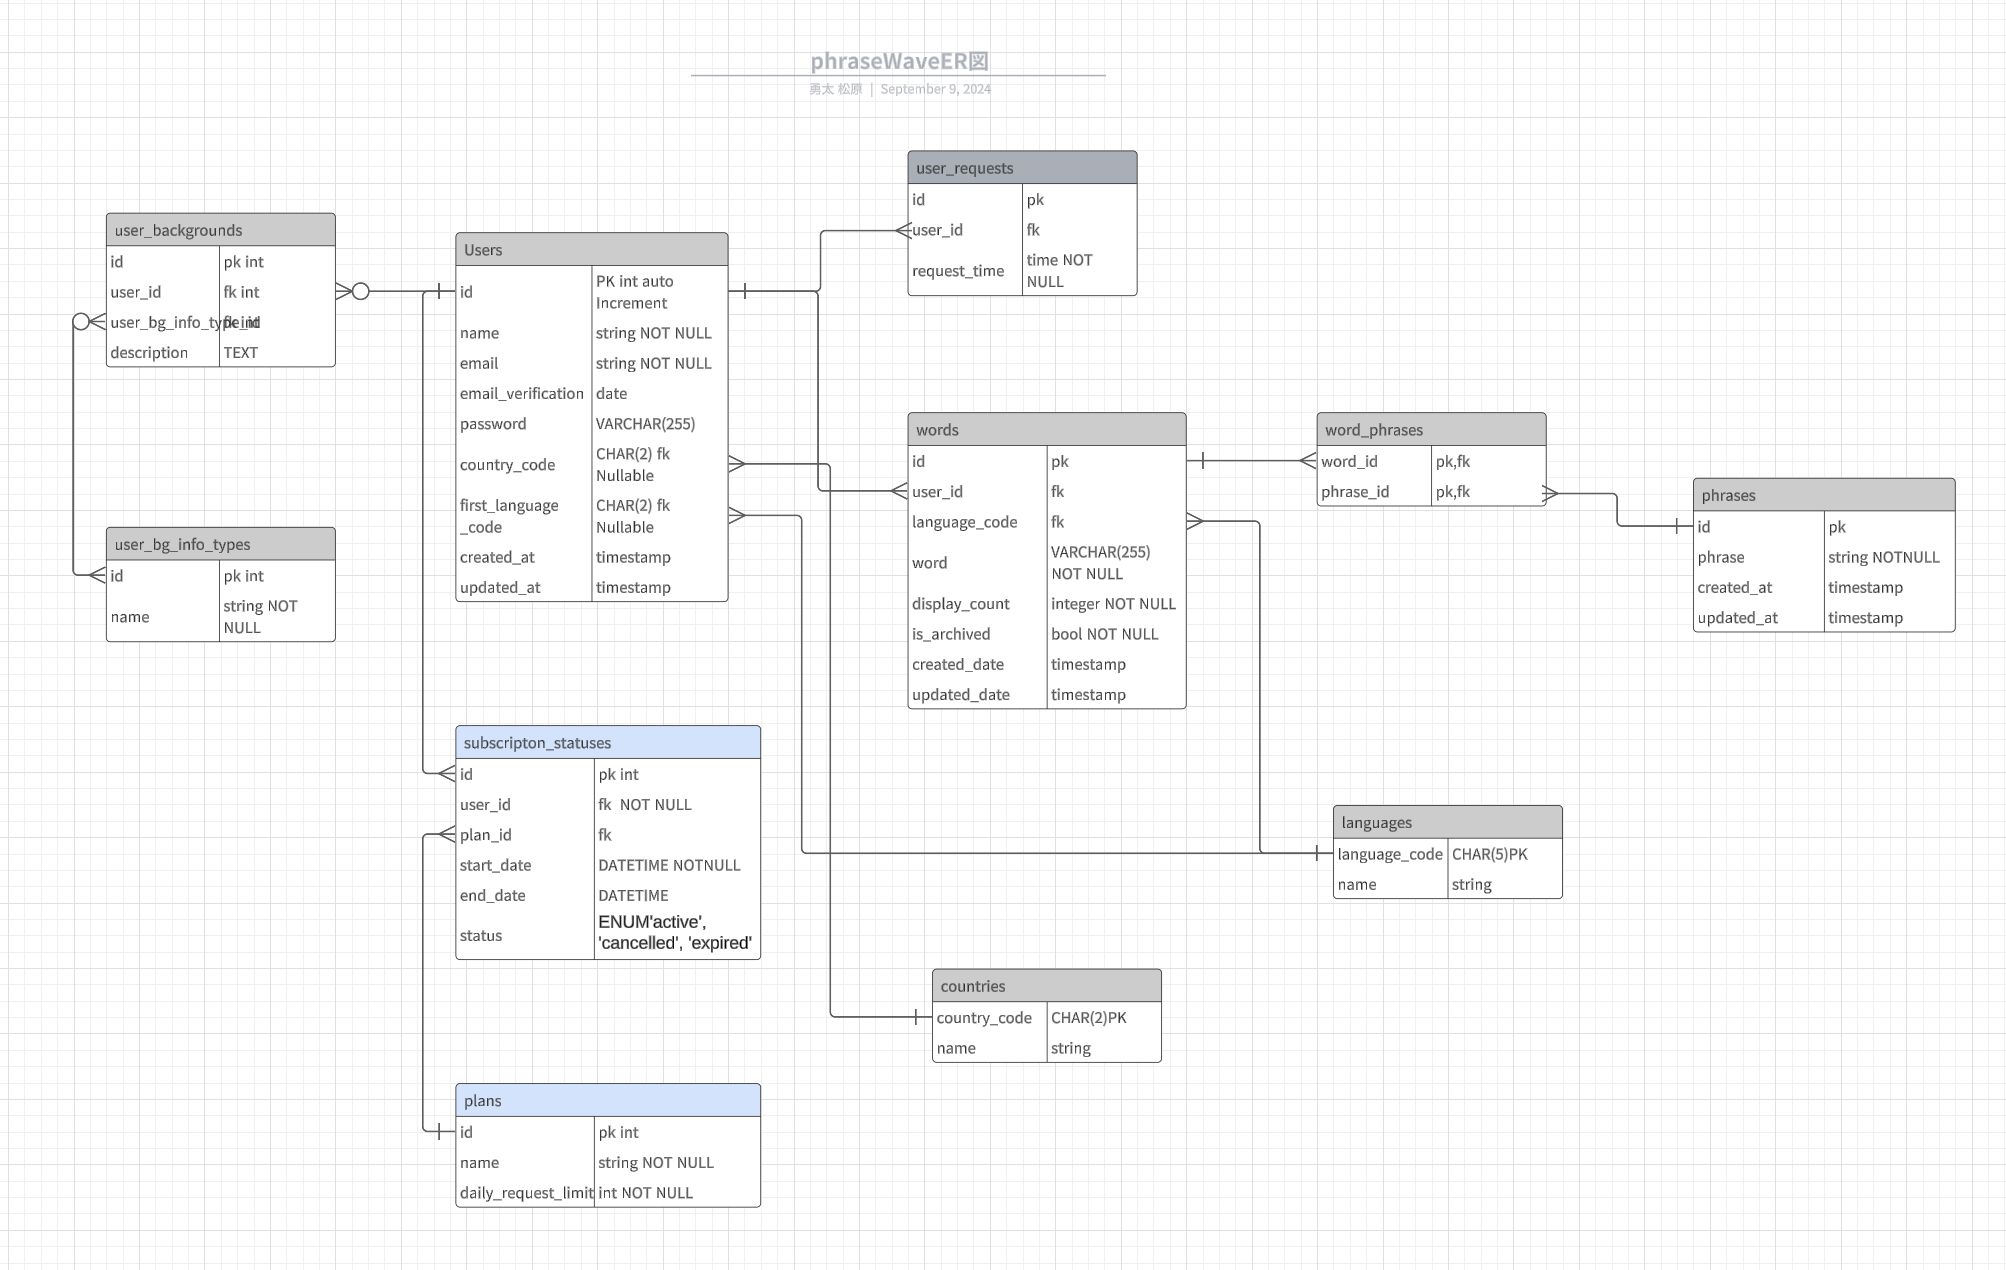 phraseWaveER図
勇太 松原 | September 9, 2024
user_requests
id pk
user_id fk
request_time time NOT
NULL
user_backgrounds
id pk int
user_id fk int
user_bg_info_type_id fk int
description TEXT
Users
id PK int auto
Increment
name string NOT NULL
email string NOT NULL
email_verification date
password VARCHAR(255)
country_code CHAR(2) fk
Nullable
first_language CHAR(2) fk
_code Nullable
created_at timestamp
updated_at timestamp
words
id pk
user_id fk
language_code fk
word VARCHAR(255)
NOT NULL
display_count integer NOT NULL
is_archived bool NOT NULL
created_date timestamp
updated_date timestamp
word_phrases
word_id pk,fk
phrase_id pk,fk
phrases
id pk
phrase string NOTNULL
created_at timestamp
updated_at timestamp
user_bg_info_types
id pk int
name string NOT
NULL
subscripton_statuses
id pk int
user_id fk NOT NULL
plan_id fk
start_date DATETIME NOTNULL
end_date DATETIME
status ENUM'active',
'cancelled', 'expired'
languages
language_code CHAR(5)PK
name string
countries
country_code CHAR(2)PK
name string
plans
id pk int
name string NOT NULL
daily_request_limit int NOT NULL